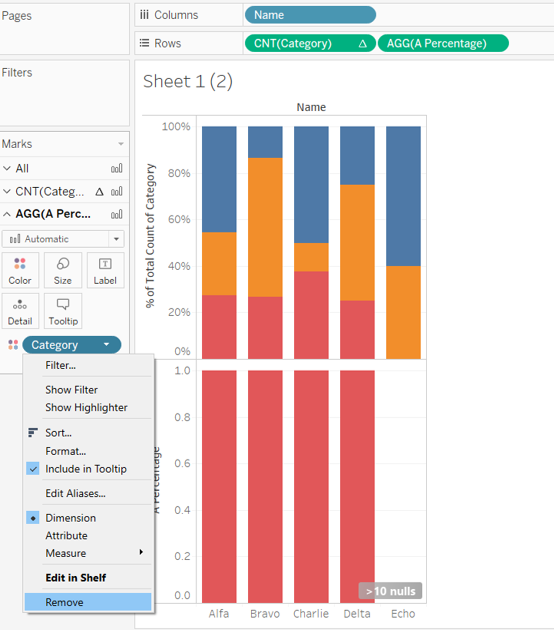 Pages
Columns
Name
Rows
CNT(Category) Δ
AGG(A Percentage)
Filters
Sheet 1 (2)
Marks
All
CNT(Categ... Δ
AGG(A Perc...
Automatic
Color
Size
Label
Detail
Tooltip
Category
Filter...
Show Filter
Show Highlighter
Sort...
Format...
Include in Tooltip
Edit Aliases...
Dimension
Attribute
Measure
Edit in Shelf
Remove
Name
% of Total Count of Category
100%
80%
60%
40%
20%
0%
A Percentage
1.0
0.8
0.6
0.4
0.2
0.0
>10 nulls
Alfa
Bravo
Charlie
Delta
Echo